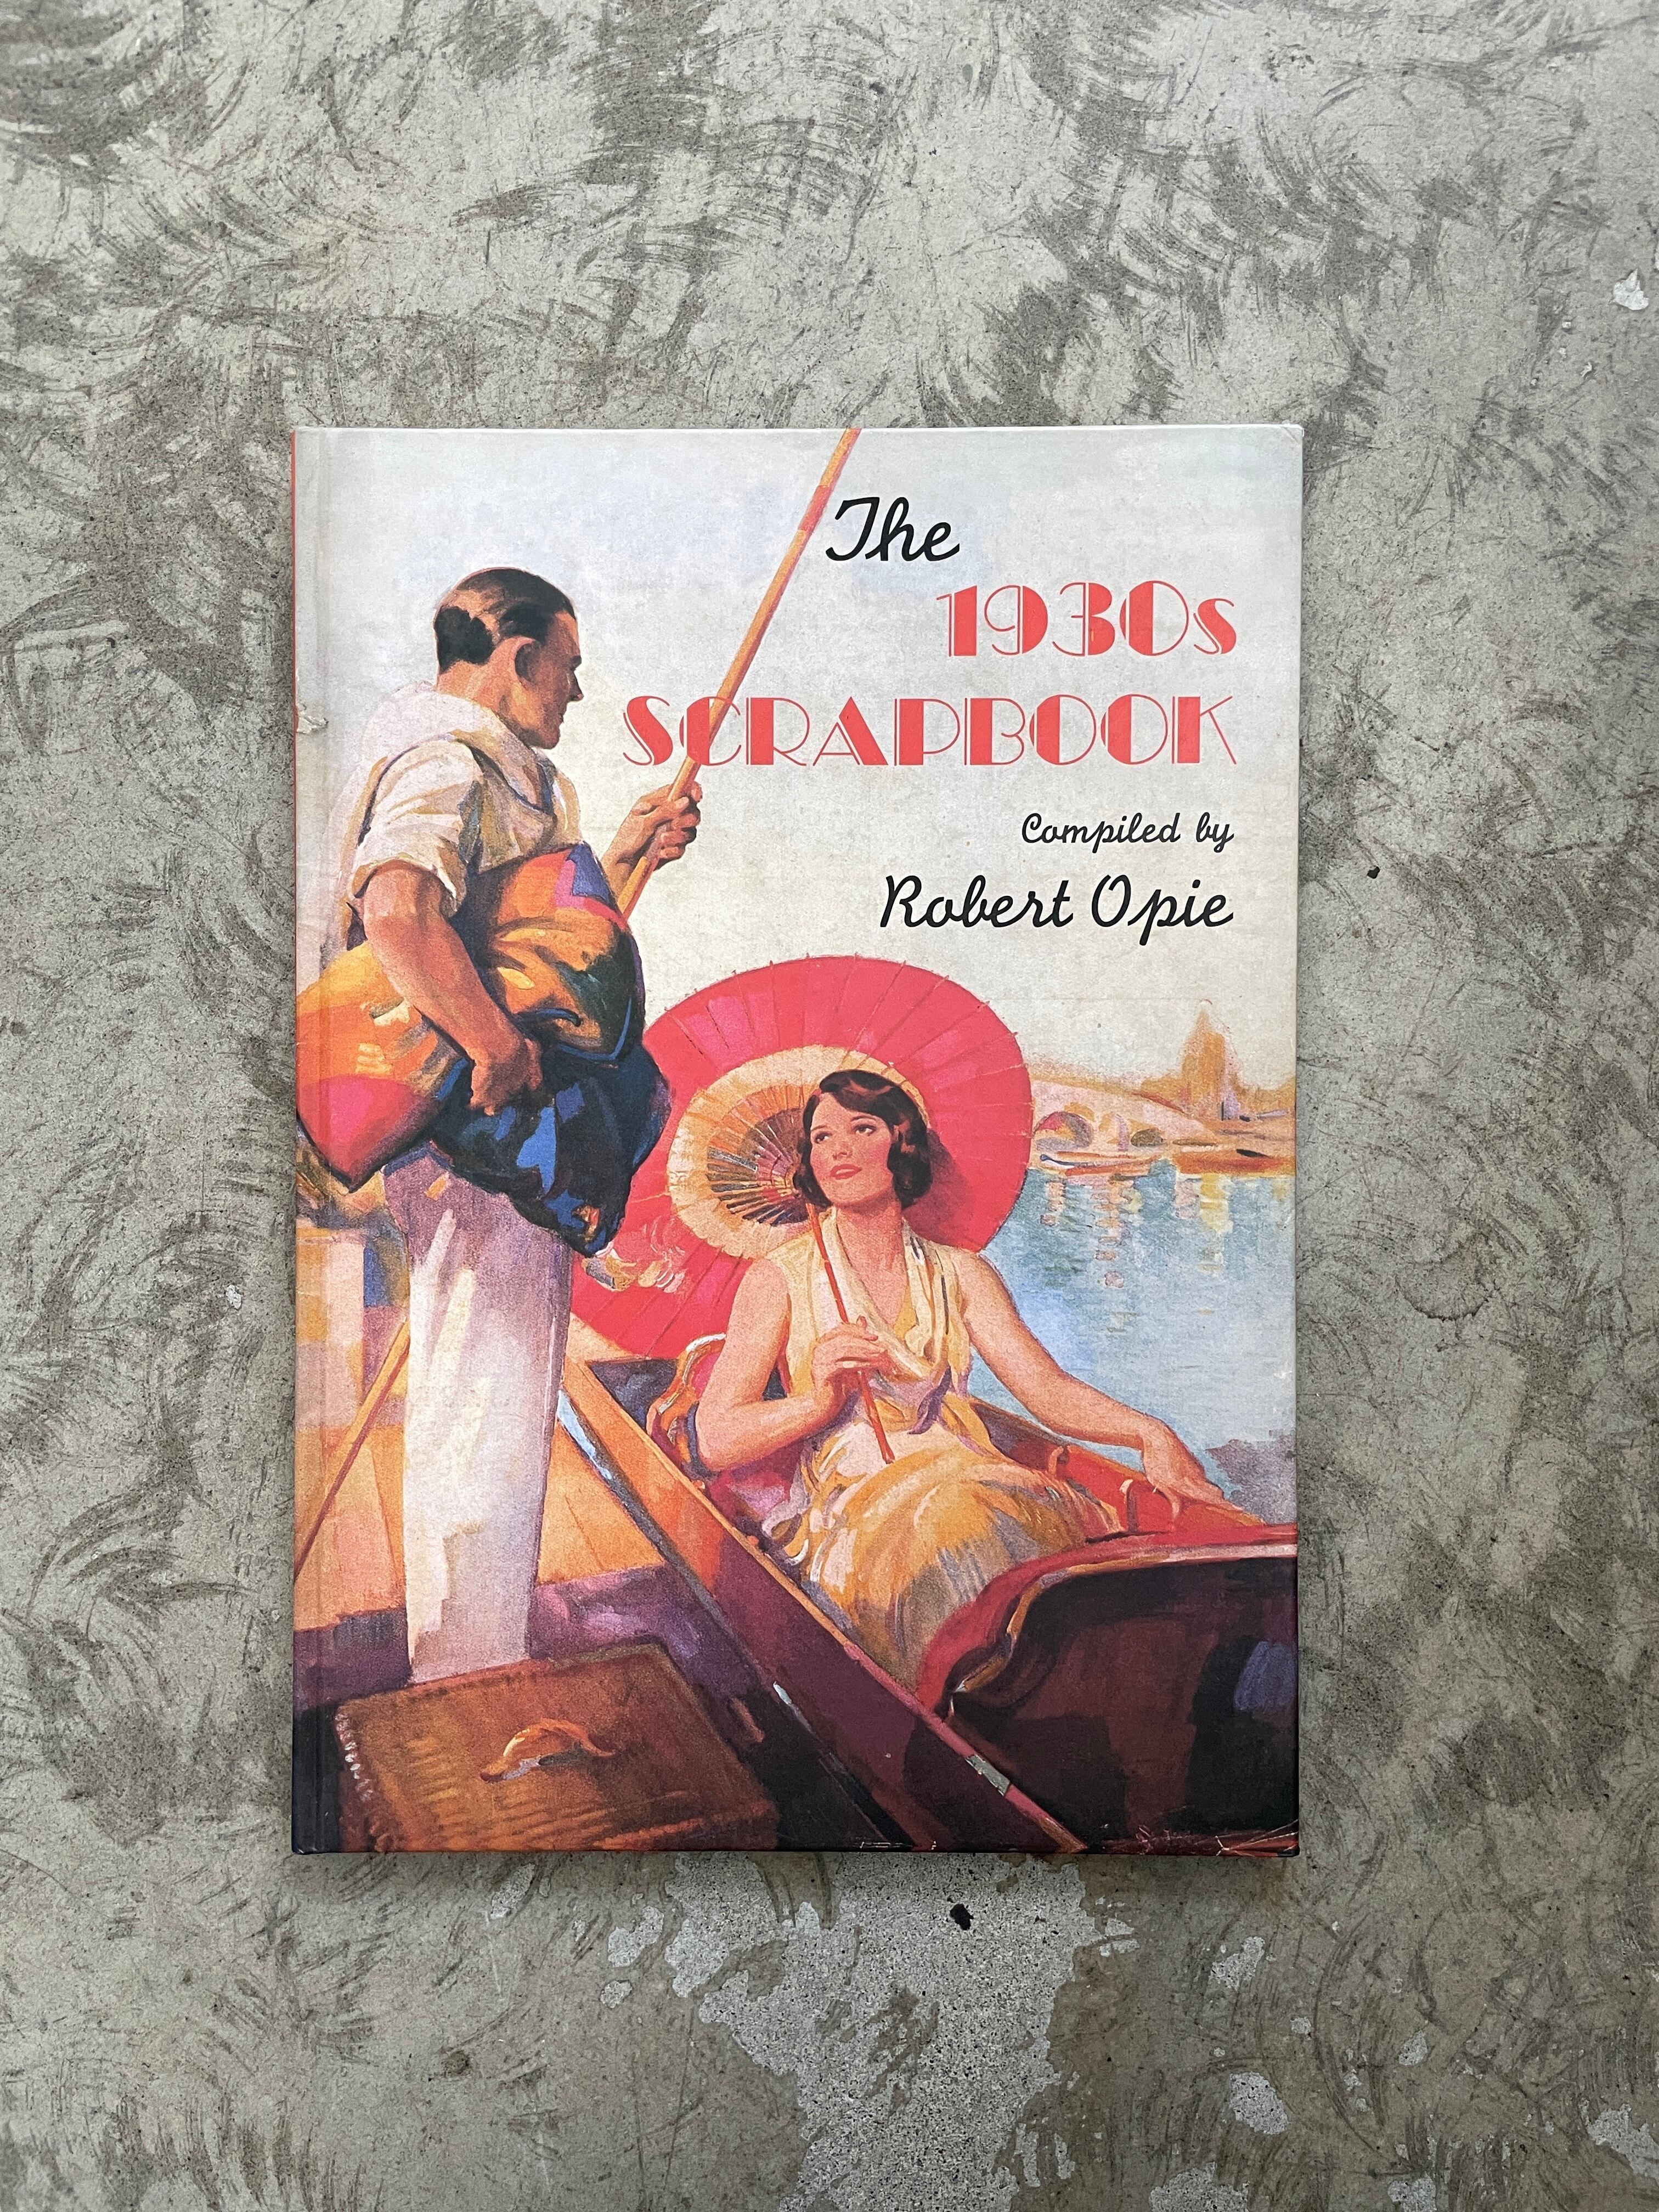 The
1930s
SCRAPBOOK
Compiled by
Robert Opie